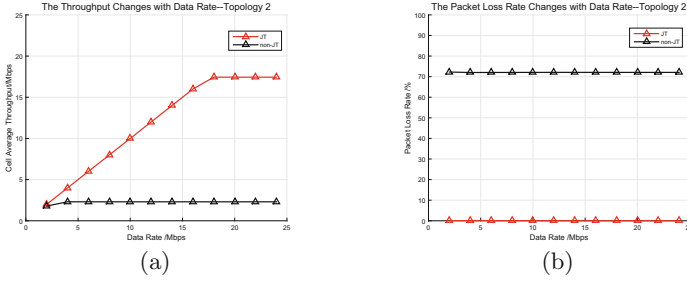 The Throughput Changes with Data Rate--Topology 2
JT
non-JT
Cell Average Throughput/Mbps
25
20
15
10
5
0
0 5 10 15 20 25
Data Rate /Mbps
(a)
The Packet Loss Rate Changes with Data Rate--Topology 2
JT
non-JT
Packet Loss Rate /%
100
90
80
70
60
50
40
30
20
10
0
0 5 10 15 20
Data Rate /Mbps
(b)